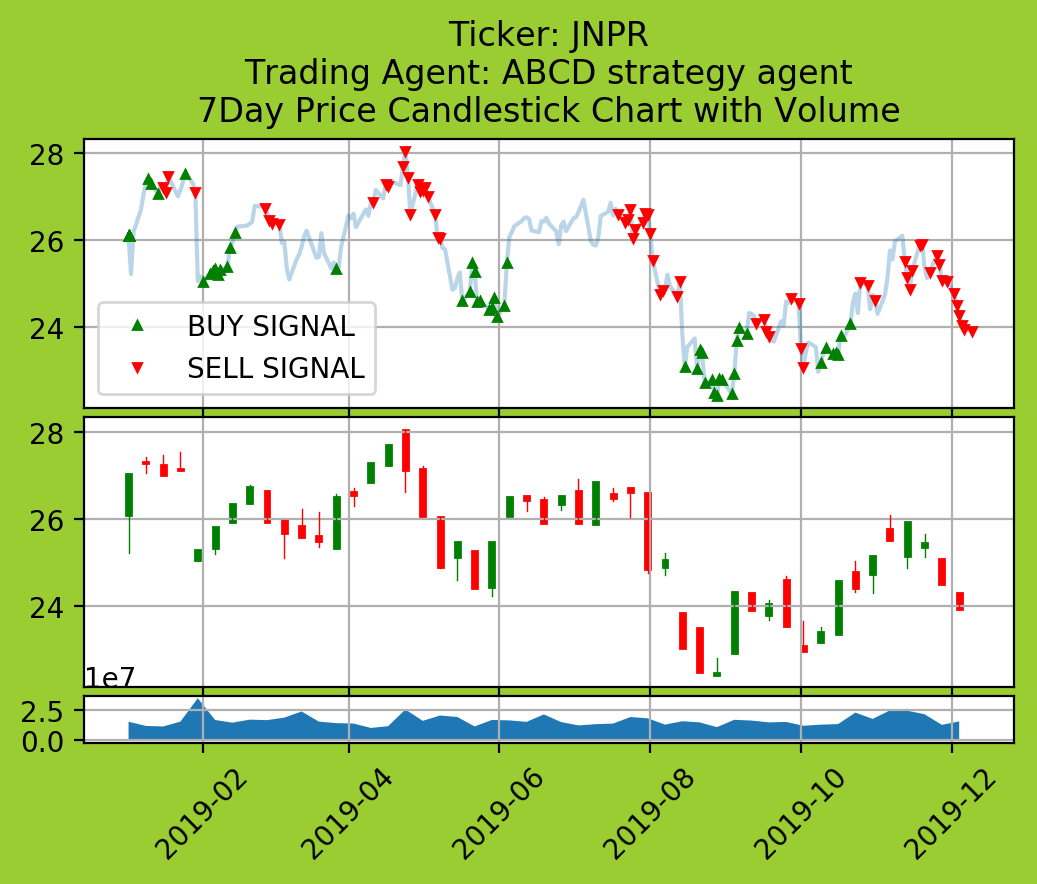 Ticker: JNPR
Trading Agent: ABCD strategy agent
7Day Price Candlestick Chart with Volume
28
26
24
BUY SIGNAL
SELL SIGNAL
28
26
24
1e7
2.5
0.0
2019-02
2019-04
2019-06
2019-08
2019-10
2019-12